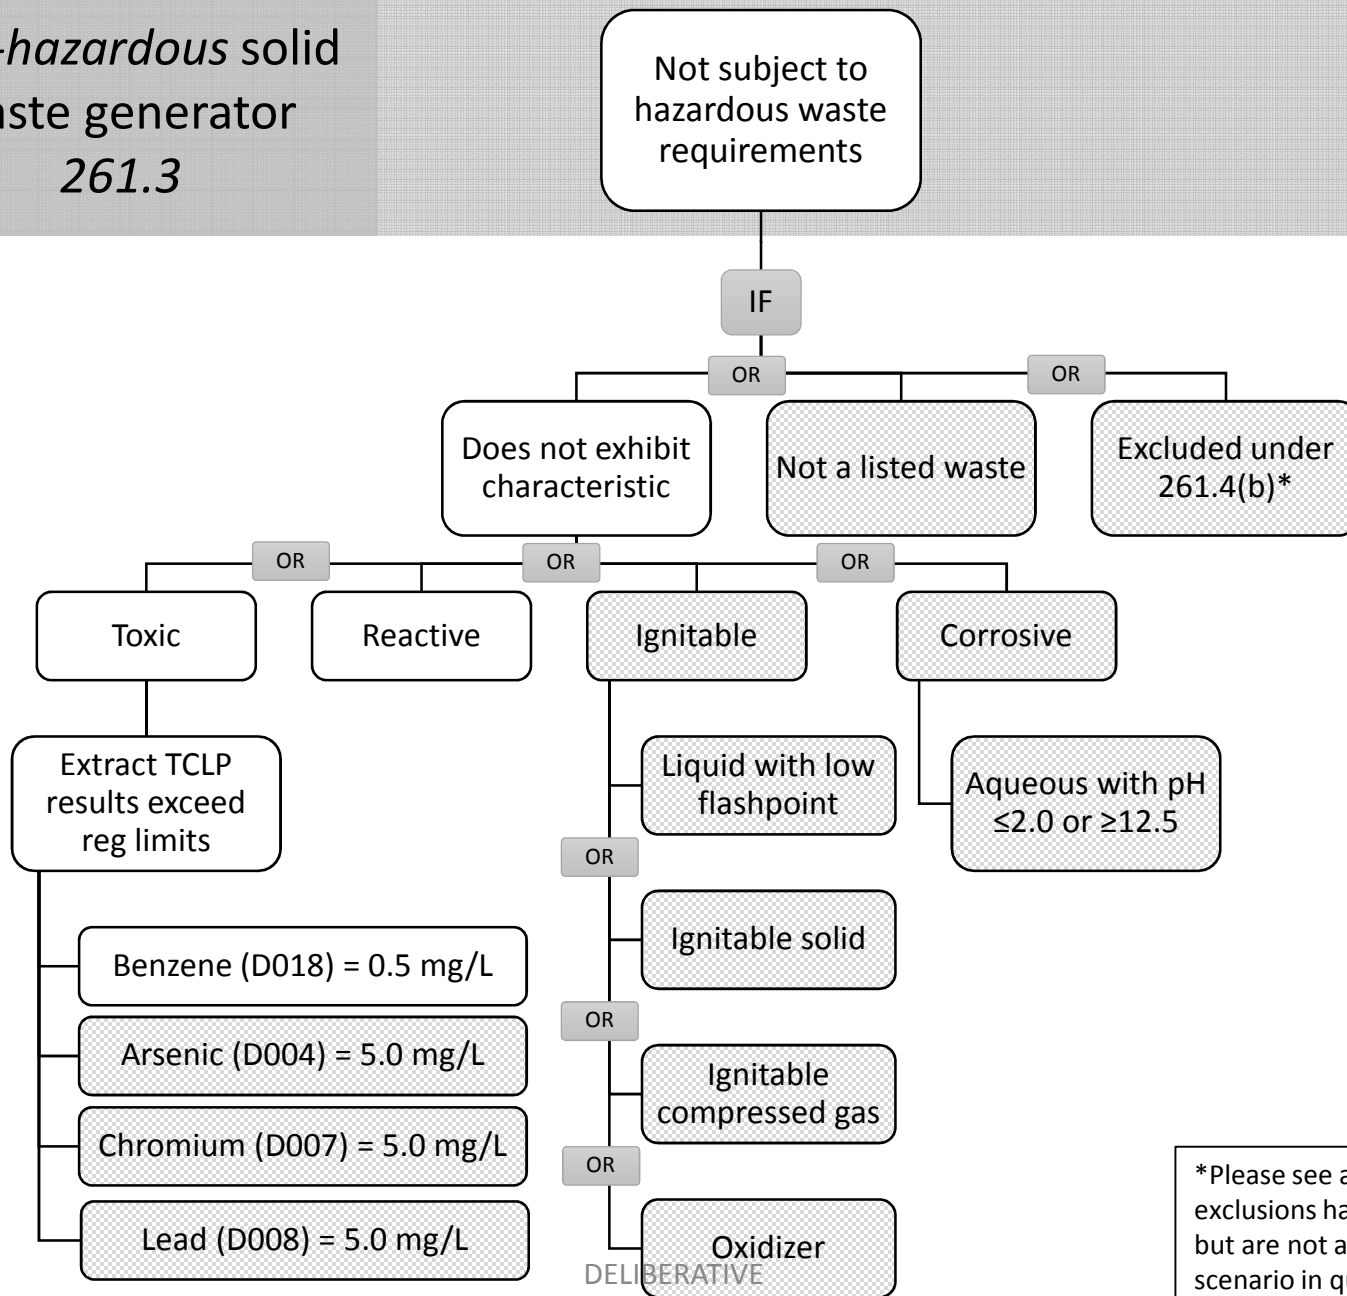 -hazardous solid
aste generator
261.3
Not subject to
hazardous waste
requirements
IF
OR
OR
Does not exhibit
characteristic
Not a listed waste
Excluded under
261.4(b)*
OR
OR
OR
Toxic
Reactive
Ignitable
Corrosive
Extract TCLP
results exceed
reg limits
Liquid with low
flashpoint
Aqueous with pH
≤2.0 or ≥12.5
OR
Ignitable solid
Benzene (D018) = 0.5 mg/L
OR
Arsenic (D004) = 5.0 mg/L
Ignitable
compressed gas
Chromium (D007) = 5.0 mg/L
OR
Lead (D008) = 5.0 mg/L
Oxidizer
DELIBERATIVE
*Please see a
exclusions ha
but are not a
scenario in qu